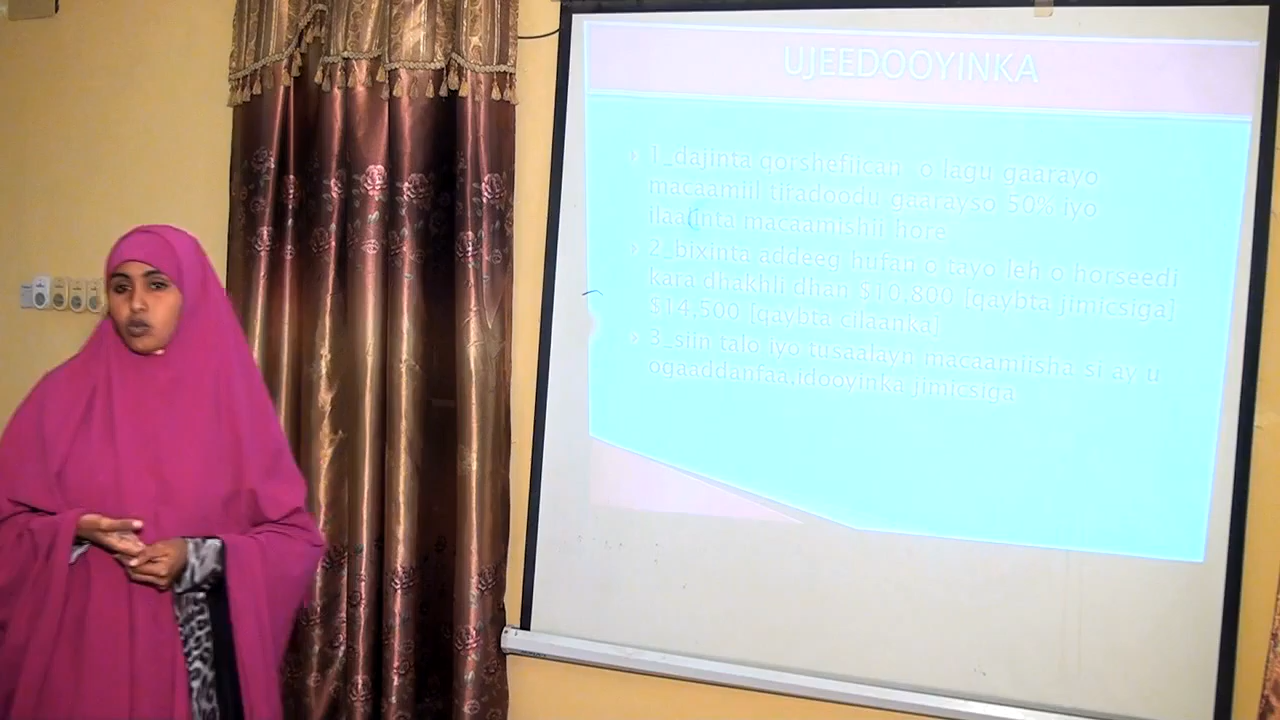 UJEEDOOYINKA
1_dajinta qorshefiican o lagu gaarayo
macaamiil tiradoodu gaarayso 50% iyo
ilaalinta macaamishii hore
2_bixinta addeeg hufan o tayo leh o horseedi
kara dhakhli dhan $10,800 [qaybta jimicsiga]
$14,500 [qaybta cilaanka]
3_siin talo iyo tusaalayn macaamiisha si ay u
ogaaddanfaa,idooyinka jimicsiga